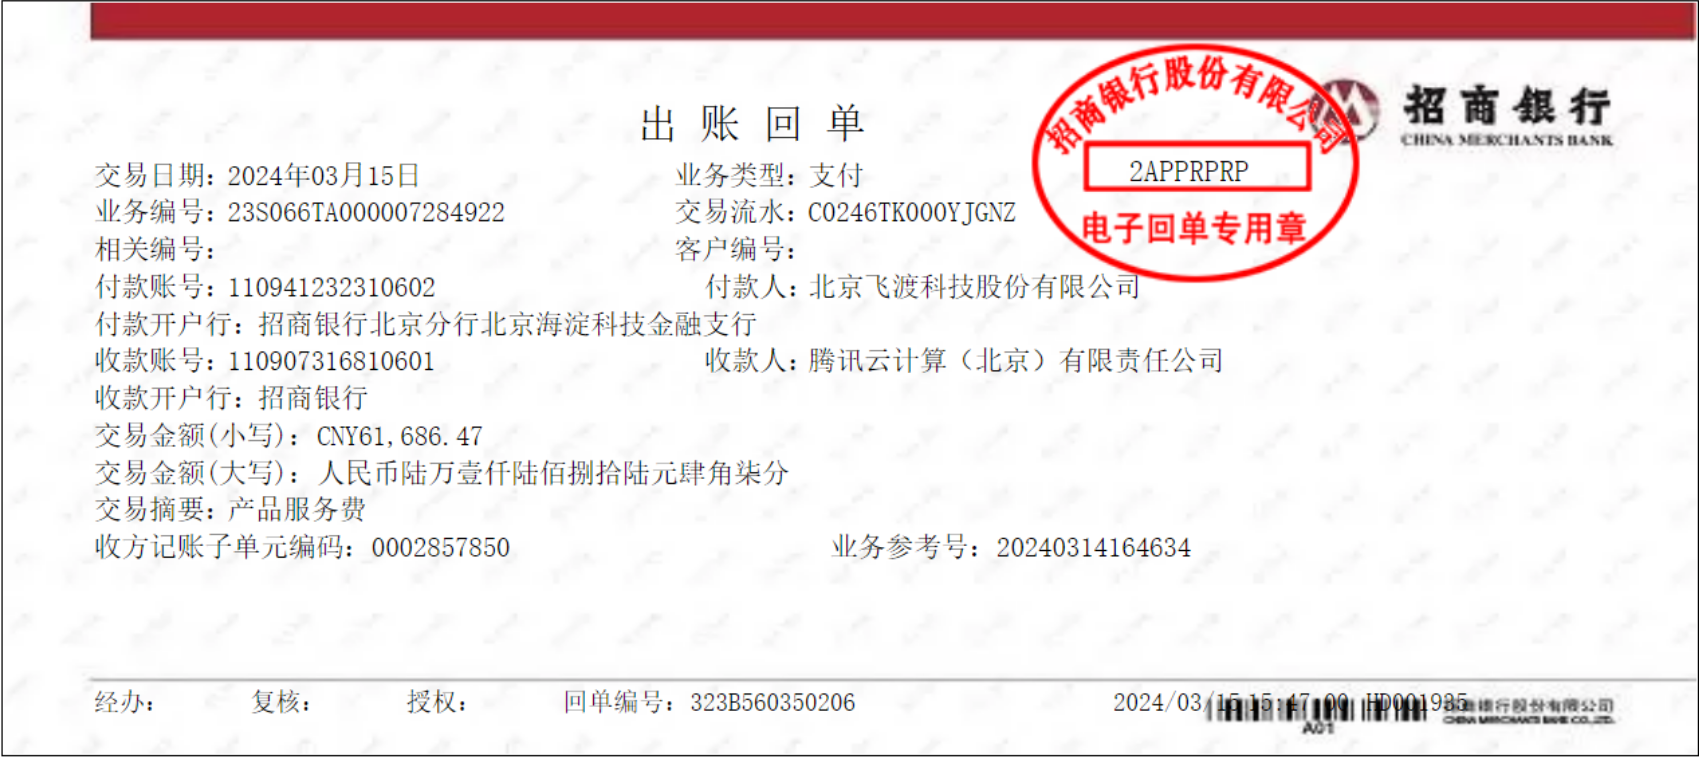 招商银行股份有限公司
招商银行
CHINA MERCHANTS BANK
出账回单
2APPRPRP
电子回单专用章
交易日期：2024年03月15日 业务类型：支付
业务编号：23S066TA000007284922 交易流水：C0246TK000YJGNZ
相关编号： 客户编号：
付款账号：110941232310602 付款人：北京飞渡科技股份有限公司
付款开户行：招商银行北京分行北京海淀科技金融支行
收款账号：110907316810601 收款人：腾讯云计算（北京）有限责任公司
收款开户行：招商银行
交易金额(小写)：CNY61,686.47
交易金额(大写)：人民币陆万壹仟陆佰捌拾陆元肆角柒分
交易摘要：产品服务费
收方记账子单元编码：0002857850 业务参考号：20240314164634
经办： 复核： 授权： 回单编号：323B560350206 2024/03/15 15:47:00 HD001935
招商银行股份有限公司
CHINA MERCHANTS BANK CO.,LTD.
A01